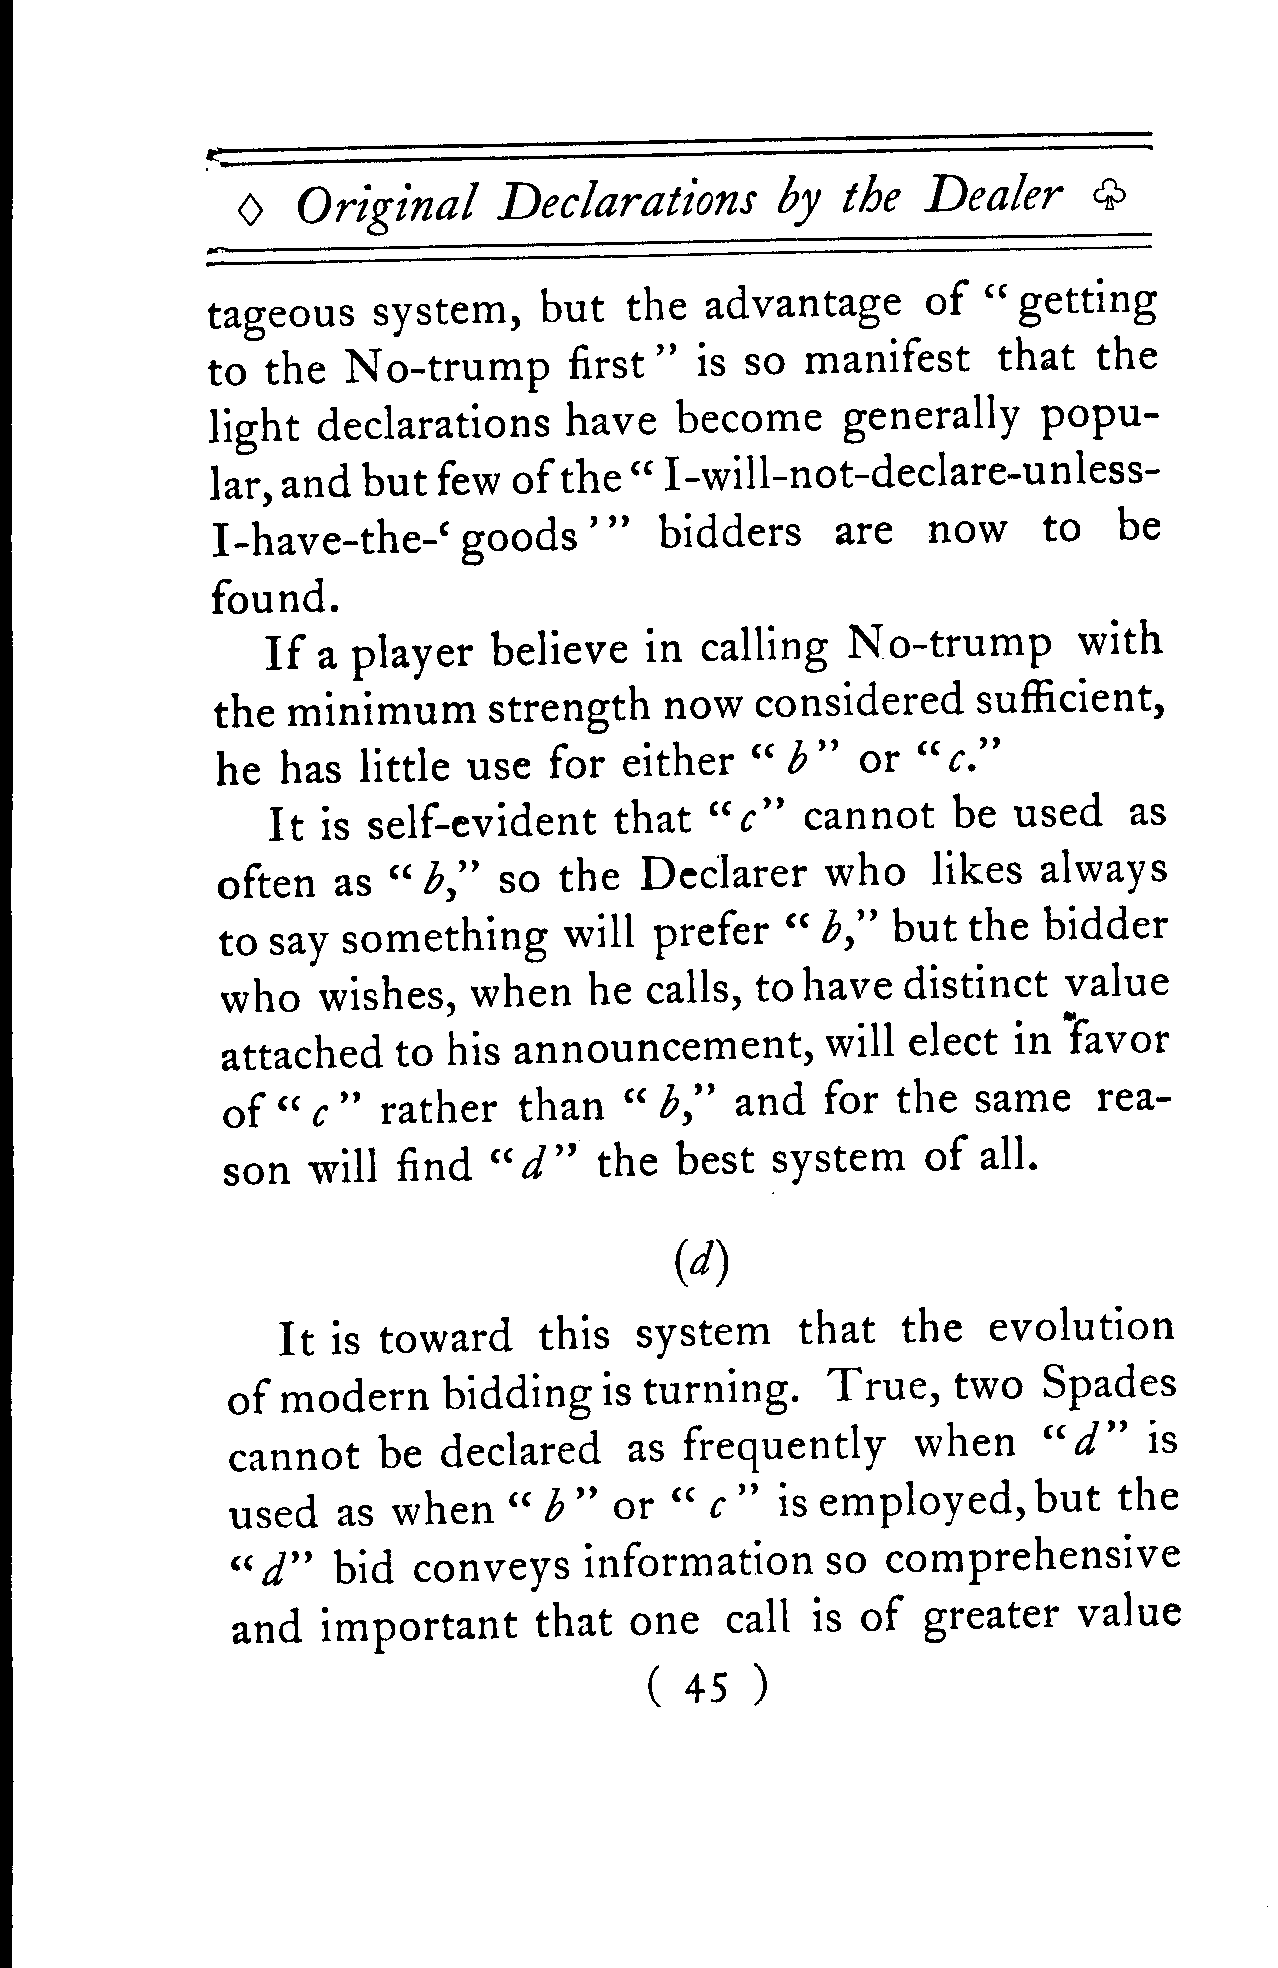 ◊ Original Declarations by the Dealer ♧
tageous system, but the advantage of “getting
to the No-trump first” is so manifest that the
light declarations have become generally popu-
lar, and but few of the “I-will-not-declare-unless-
I-have-the-‘goods’” bidders are now to be
found.
If a player believe in calling No-trump with
the minimum strength now considered sufficient,
he has little use for either “b” or “c.”
It is self-evident that “c” cannot be used as
often as “b,” so the Declarer who likes always
to say something will prefer “b,” but the bidder
who wishes, when he calls, to have distinct value
attached to his announcement, will elect in favor
of “c” rather than “b,” and for the same rea-
son will find “d” the best system of all.
(d)
It is toward this system that the evolution
of modern bidding is turning. True, two Spades
cannot be declared as frequently when “d” is
used as when “b” or “c” is employed, but the
“d” bid conveys information so comprehensive
and important that one call is of greater value
( 45 )